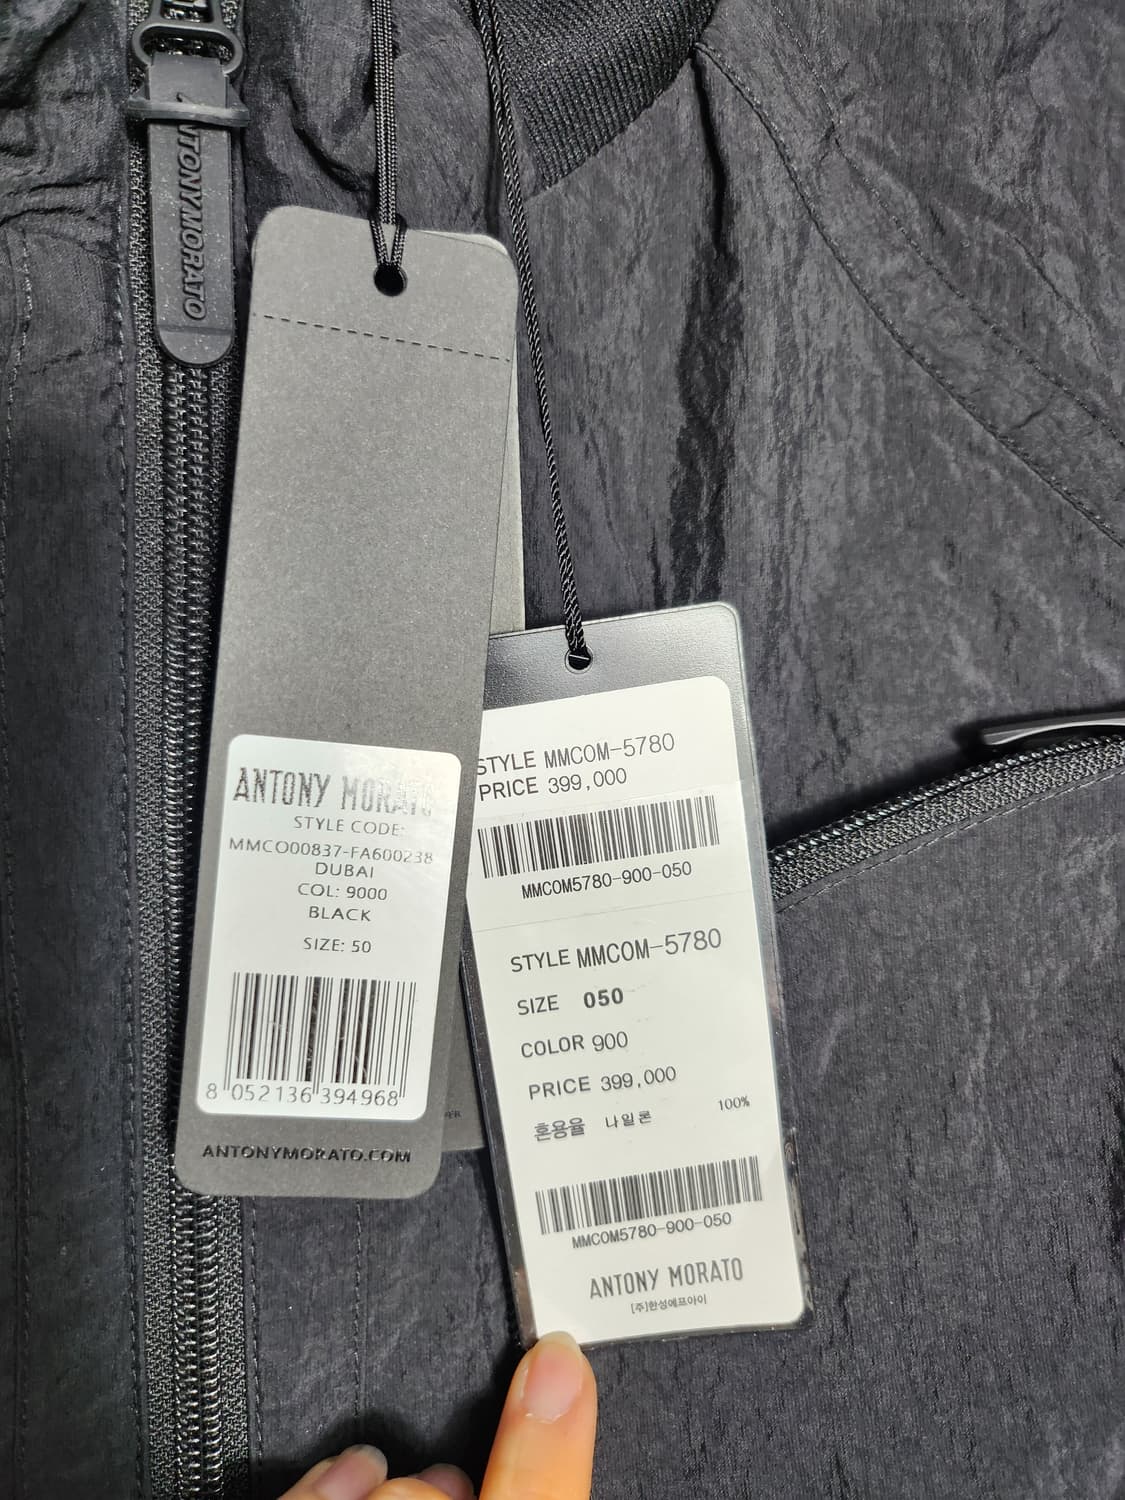 ANTONYMORATO
ANTONY MORATO
STYLE CODE:
MMCO00837-FA600238
DUBAI
COL: 9000
BLACK
SIZE: 50
8 052136 394968
ANTONYMORATO.COM
STYLE MMCOM-5780
PRICE 399,000
MMCOM5780-900-050
STYLE MMCOM-5780
SIZE 050
COLOR 900
PRICE 399,000
혼용율 나일론 100%
MMCOM5780-900-050
ANTONY MORATO
[주]한성에프아이